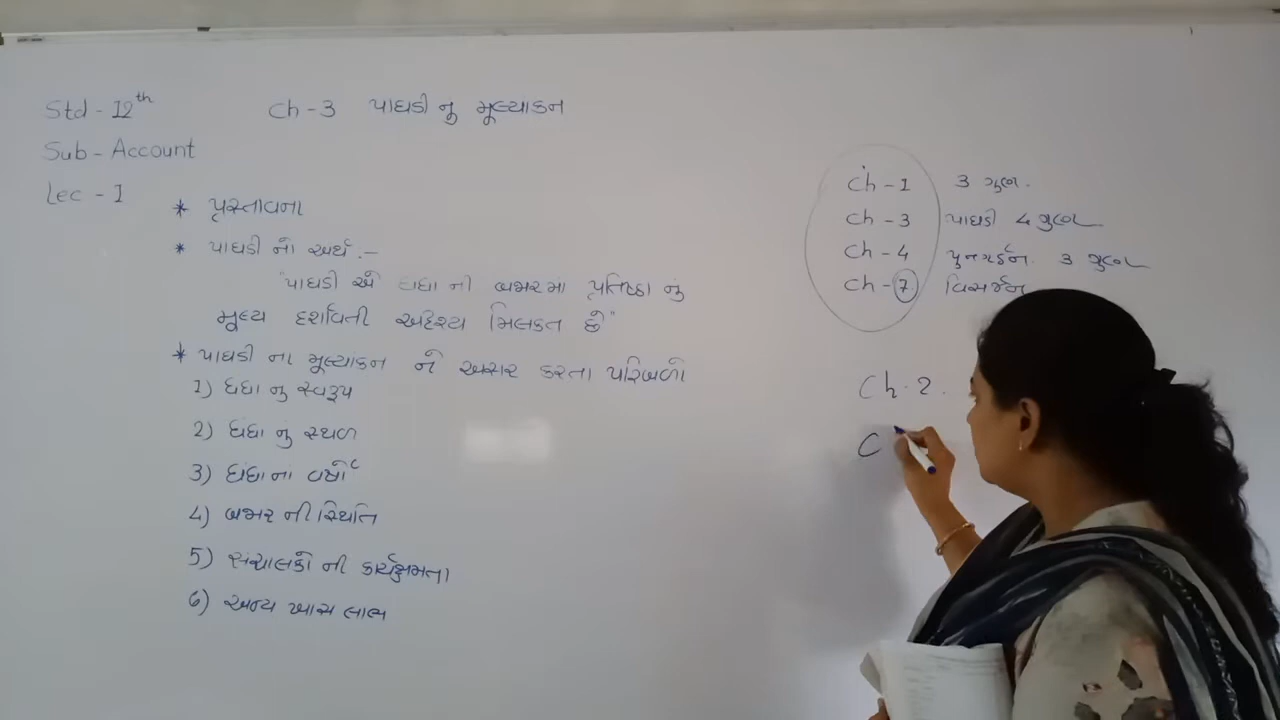 Std - 12th
Ch - 3 પાઘડી નુ મૂલ્યાકન
Sub - Account
Lec - 1
* પ્રસ્તાવના
* પાઘડી નો અર્થ :-
"પાઘડી એ ધંધા ની બજારમાં પ્રતિષ્ઠા નું
મૂલ્ય દર્શાવતી અદ્રશ્ય મિલકત છે"
* પાઘડી ના મૂલ્યાકન ને અસર કરતા પરિબળો
1) ધંધા નુ સ્વરૂપ
2) ધંધા નું સ્થળ
3) ધંધા ના વર્ષો
4) બજાર ની સ્થિતિ
5) સંચાલકો ની કાર્યક્ષમતા
6) અન્ય ખાસ લાભ
Ch - 1 3 ગુણ.
Ch - 3 પાઘડી 4 ગુણ
Ch - 4 પુનગઠન. 3 ગુણ
Ch - 7 વિસર્જન
Ch. 2.
C